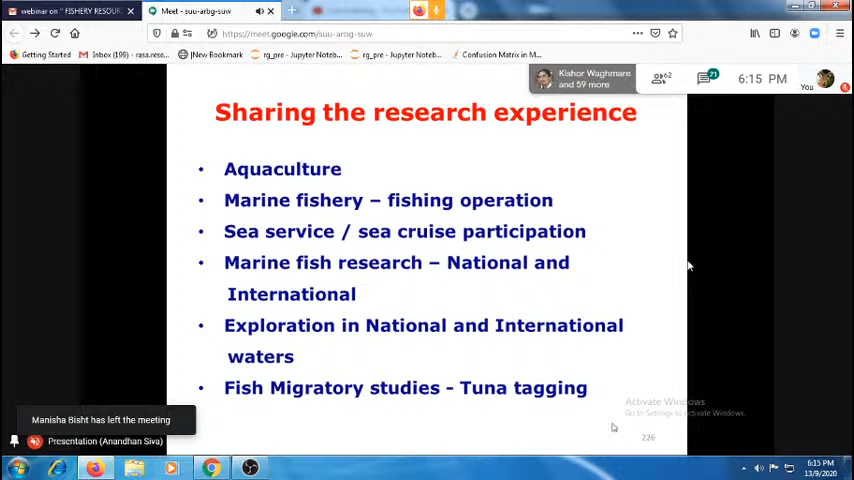 webinar on " FISHERY RESOUR
Meet - suu-arbg-suw
https://meet.google.com/suu-arog-suw
Getting Started
Inbox (199) - rasa.rese...
|New Bookmark
rg_pre - Jupyter Noteb...
rg_pre - Jupyter Noteb...
Confusion Matrix in M...
Kishor Waghmare
and 59 more
62
71
6:15 PM
You
Sharing the research experience
• Aquaculture
• Marine fishery – fishing operation
• Sea service / sea cruise participation
• Marine fish research – National and
International
• Exploration in National and International
waters
• Fish Migratory studies - Tuna tagging
Activate Windows
Go to Settings to activate Windows.
226
Manisha Bisht has left the meeting
Presentation (Anandhan Siva)
6:15 PM
13/9/2020